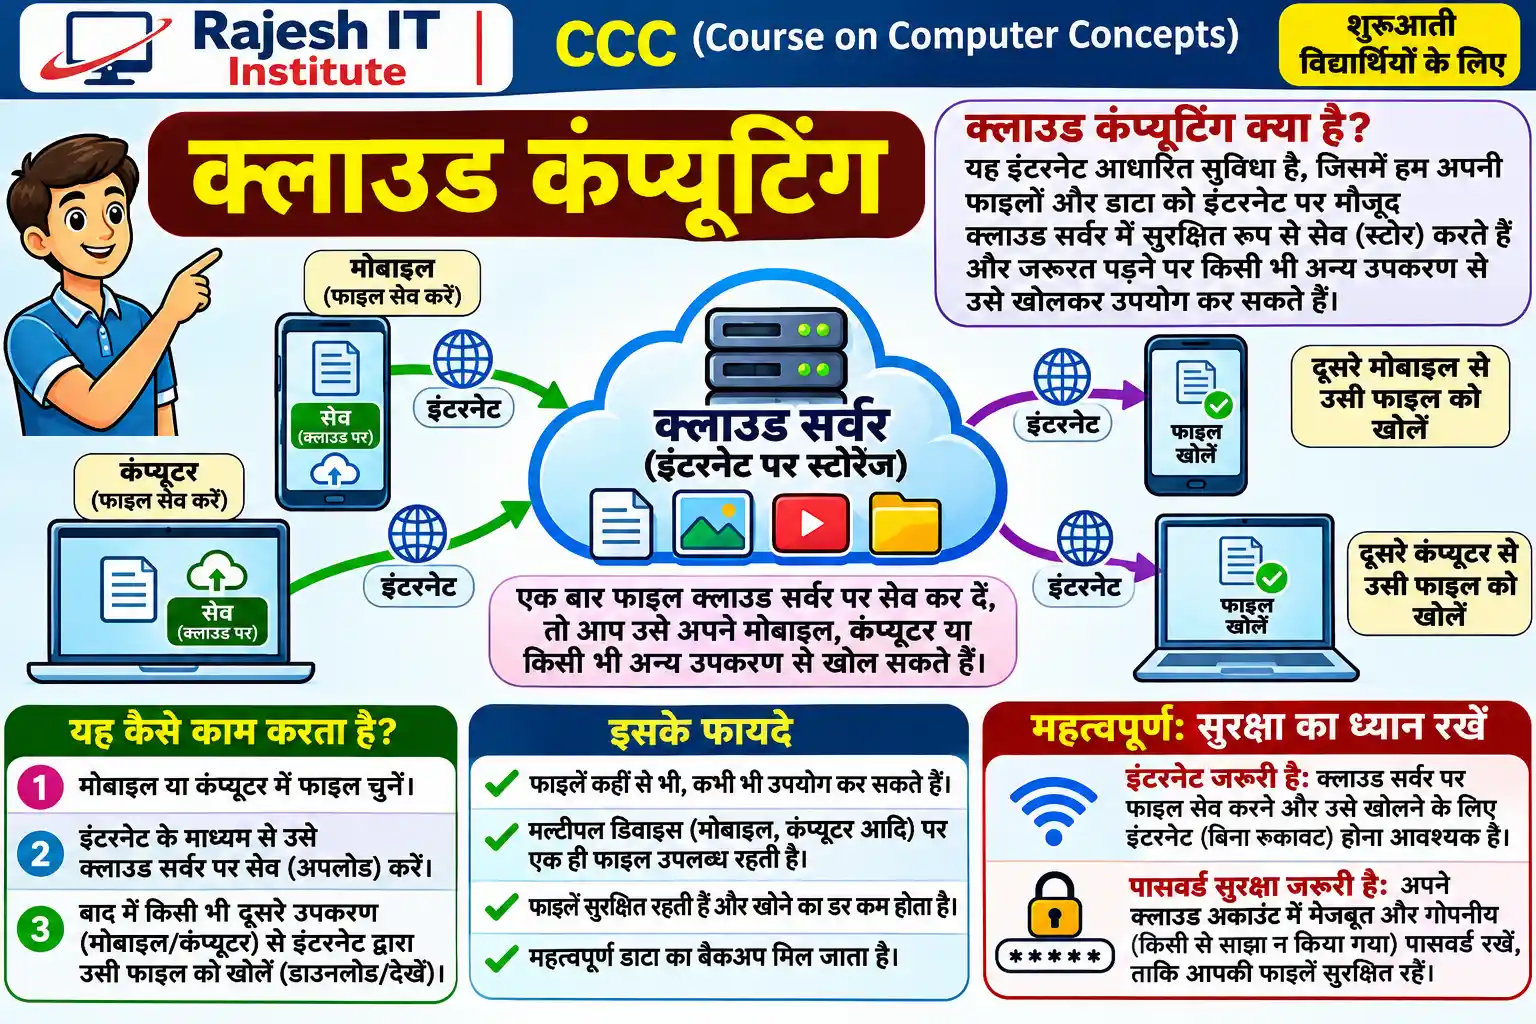 Rajesh IT
Institute
CCC (Course on Computer Concepts)
शुरुआती
विद्यार्थियों के लिए
क्लाउड कंप्यूटिंग
क्लाउड कंप्यूटिंग क्या है?
यह इंटरनेट आधारित सुविधा है, जिसमें हम अपनी
फाइलों और डाटा को इंटरनेट पर मौजूद
क्लाउड सर्वर में सुरक्षित रूप से सेव (स्टोर) करते हैं
और जरूरत पड़ने पर किसी भी अन्य उपकरण से
उसे खोलकर उपयोग कर सकते हैं।
मोबाइल
(फाइल सेव करें)
सेव
(क्लाउड पर)
इंटरनेट
कंप्यूटर
(फाइल सेव करें)
सेव
(क्लाउड पर)
इंटरनेट
क्लाउड सर्वर
(इंटरनेट पर स्टोरेंज)
इंटरनेट
फाइल
खोलें
दूसरे मोबाइल से
उसी फाइल को
खोलें
इंटरनेट
फाइल
खोलें
दूसरे कंप्यूटर से
उसी फाइल को
खोलें
एक बार फाइल क्लाउड सर्वर पर सेव कर दें,
तो आप उसे अपने मोबाइल, कंप्यूटर या
किसी भी अन्य उपकरण से खोल सकते हैं।
यह कैसे काम करता है?
1 मोबाइल या कंप्यूटर में फाइल चुनें।
2 इंटरनेट के माध्यम से उसे
क्लाउड सर्वर पर सेव (अपलोड) करें।
3 बाद में किसी भी दूसरे उपकरण
(मोबाइल/कंप्यूटर) से इंटरनेट द्वारा
उसी फाइल को खोलें (डाउनलोड/देखें)।
इसके फायदे
फाइलें कहीं से भी, कभी भी उपयोग कर सकते हैं।
मल्टीपल डिवाइस (मोबाइल, कंप्यूटर आदि) पर
एक ही फाइल उपलब्ध रहती है।
फाइलें सुरक्षित रहती हैं और खोने का डर कम होता है।
महत्वपूर्ण डाटा का बैकअप मिल जाता है।
महत्वपूर्ण: सुरक्षा का ध्यान रखें
इंटरनेट जरूरी है: क्लाउड सर्वर पर
फाइल सेव करने और उसे खोलने के लिए
इंटरनेट (बिना रुकावट) होना आवश्यक है।
पासवर्ड सुरक्षा जरूरी है: अपने
क्लाउड अकाउंट में मेजबूत और गोपनीय
(किसी से साझा न किया गया) पासवर्ड रखें,
ताकि आपकी फाइलें सुरक्षित रहें।
*****